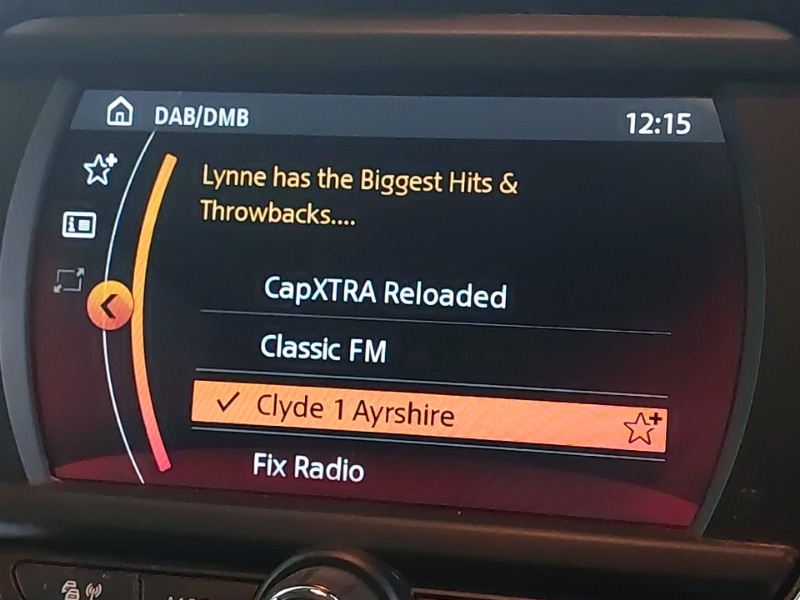 DAB/DMB
12:15
Lynne has the Biggest Hits &
Throwbacks....
CapXTRA Reloaded
Classic FM
Clyde 1 Ayrshire
Fix Radio